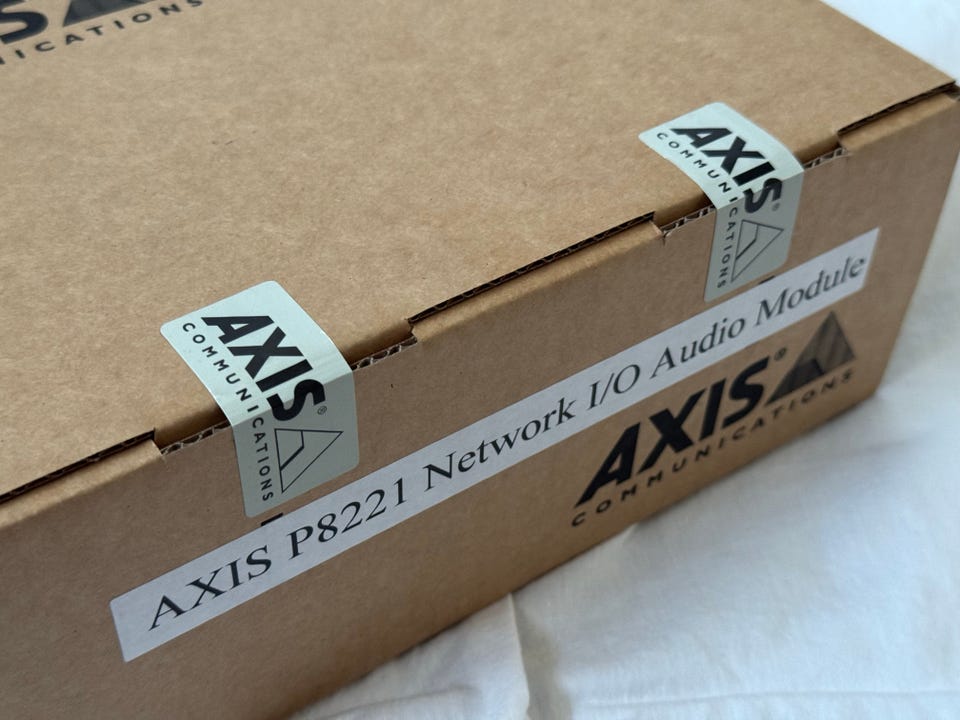 AXIS
COMMUNICATIONS
AXIS®
COMMUNICATIONS
AXIS®
COMMUNICATIONS
AXIS P8221 Network I/O Audio Module
AXIS®
COMMUNICATIONS